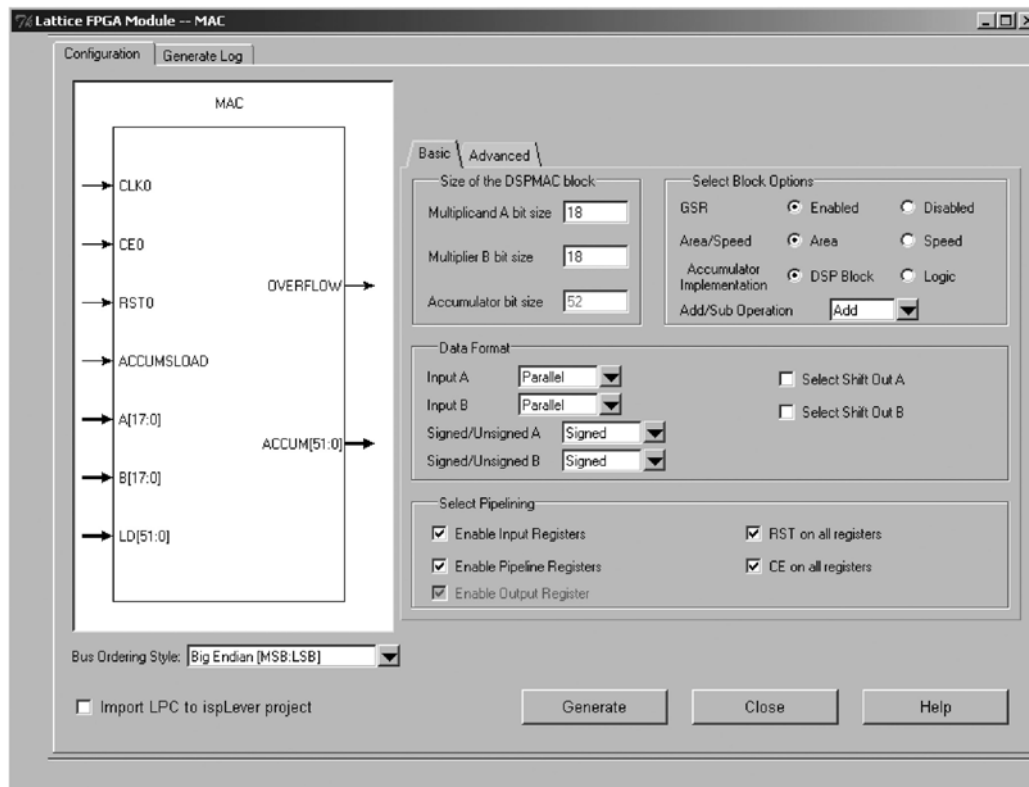 Lattice FPGA Module -- MAC
Configuration
Generate Log
MAC
CLK0
CE0
RST0
ACCUMSLOAD
A[17:0]
B[17:0]
LD[51:0]
OVERFLOW
ACCUM[51:0]
Bus Ordering Style: Big Endian [MSB:LSB]
Basic
Advanced
Size of the DSPMAC block
Multiplicand A bit size 18
Multiplier B bit size 18
Accumulator bit size 52
Select Block Options
GSR Enabled Disabled
Area/Speed Area Speed
Accumulator
Implementation DSP Block Logic
Add/Sub Operation Add
Data Format
Input A Parallel
Input B Parallel
Signed/Unsigned A Signed
Signed/Unsigned B Signed
Select Shift Out A
Select Shift Out B
Select Pipelining
Enable Input Registers
Enable Pipeline Registers
Enable Output Register
RST on all registers
CE on all registers
Import LPC to ispLever project
Generate
Close
Help